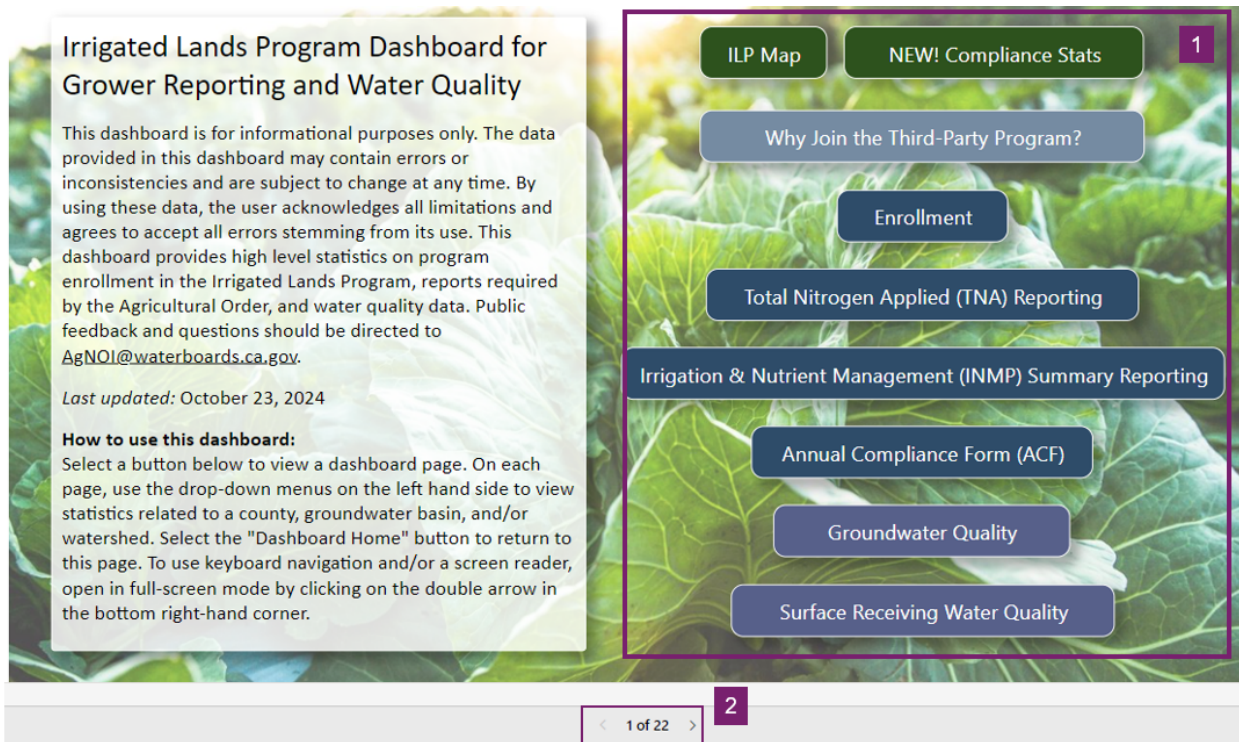 Irrigated Lands Program Dashboard for
Grower Reporting and Water Quality
This dashboard is for informational purposes only. The data
provided in this dashboard may contain errors or
inconsistencies and are subject to change at any time. By
using these data, the user acknowledges all limitations and
agrees to accept all errors stemming from its use. This
dashboard provides high level statistics on program
enrollment in the Irrigated Lands Program, reports required
by the Agricultural Order, and water quality data. Public
feedback and questions should be directed to
AgNOI@waterboards.ca.gov.
Last updated: October 23, 2024
How to use this dashboard:
Select a button below to view a dashboard page. On each
page, use the drop-down menus on the left hand side to view
statistics related to a county, groundwater basin, and/or
watershed. Select the "Dashboard Home" button to return to
this page. To use keyboard navigation and/or a screen reader,
open in full-screen mode by clicking on the double arrow in
the bottom right-hand corner.
ILP Map
NEW! Compliance Stats
1
Why Join the Third-Party Program?
Enrollment
Total Nitrogen Applied (TNA) Reporting
Irrigation & Nutrient Management (INMP) Summary Reporting
Annual Compliance Form (ACF)
Groundwater Quality
Surface Receiving Water Quality
2
< 1 of 22 >